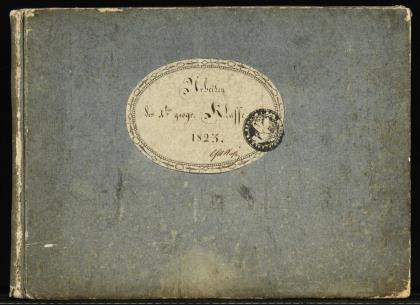 Arbeiten
der 1ten geogr. Klasse
1823.